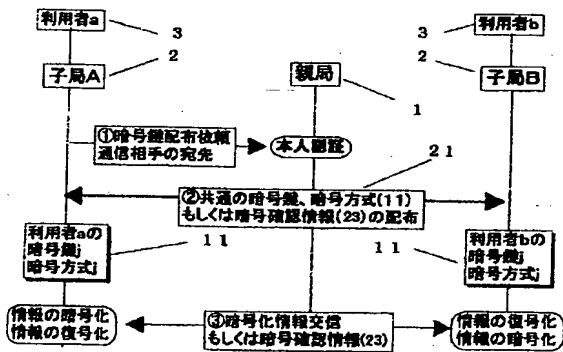 利用者a
3
利用者b
3
2
2
子局A
親局
子局B
1
①暗号鍵配布依頼
通信相手の宛先
本人認証
21
②共通の暗号鍵、暗号方式(11)
もしくは暗号確認情報(23)の配布
利用者aの
暗号鍵j
暗号方式j
11
11
利用者bの
暗号鍵j
暗号方式j
情報の暗号化
情報の復号化
③暗号化情報交信
もしくは暗号確認情報(23)
情報の復号化
情報の暗号化